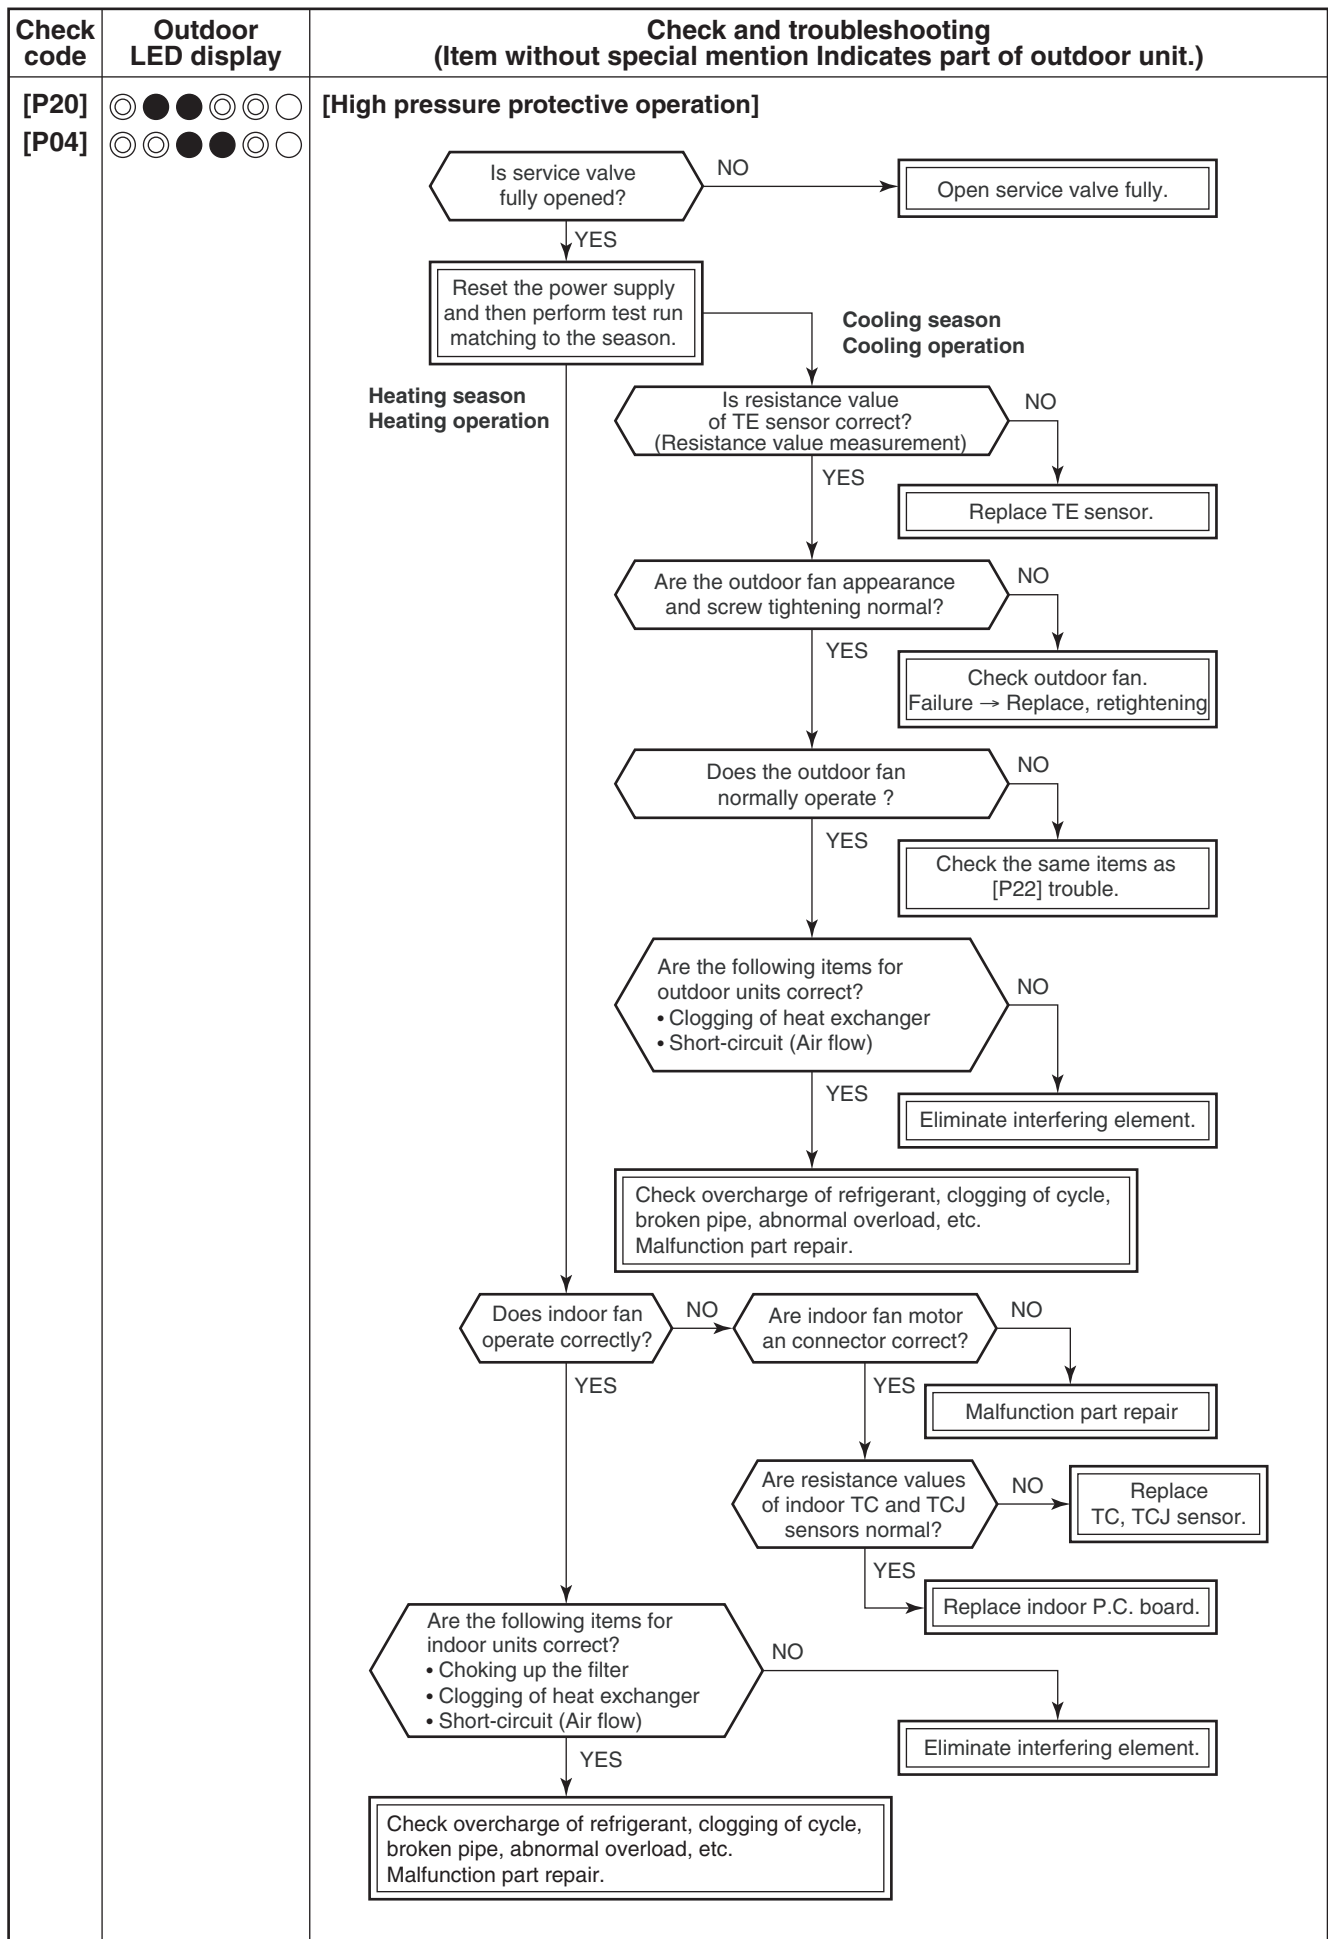 Check
code
Outdoor
LED display
Check and troubleshooting
(Item without special mention Indicates part of outdoor unit.)
[P20]
[P04]
[High pressure protective operation]
Is service valve
fully opened?
NO
Open service valve fully.
YES
Reset the power supply
and then perform test run
matching to the season.
Cooling season
Cooling operation
Heating season
Heating operation
Is resistance value
of TE sensor correct?
(Resistance value measurement)
NO
YES
Replace TE sensor.
Are the outdoor fan appearance
and screw tightening normal?
NO
YES
Check outdoor fan.
Failure → Replace, retightening
Does the outdoor fan
normally operate ?
NO
YES
Check the same items as
[P22] trouble.
Are the following items for
outdoor units correct?
• Clogging of heat exchanger
• Short-circuit (Air flow)
NO
YES
Eliminate interfering element.
Check overcharge of refrigerant, clogging of cycle,
broken pipe, abnormal overload, etc.
Malfunction part repair.
Does indoor fan
operate correctly?
NO
Are indoor fan motor
an connector correct?
NO
YES
YES
Malfunction part repair
Are resistance values
of indoor TC and TCJ
sensors normal?
NO
Replace
TC, TCJ sensor.
YES
Replace indoor P.C. board.
Are the following items for
indoor units correct?
• Choking up the filter
• Clogging of heat exchanger
• Short-circuit (Air flow)
NO
YES
Eliminate interfering element.
Check overcharge of refrigerant, clogging of cycle,
broken pipe, abnormal overload, etc.
Malfunction part repair.